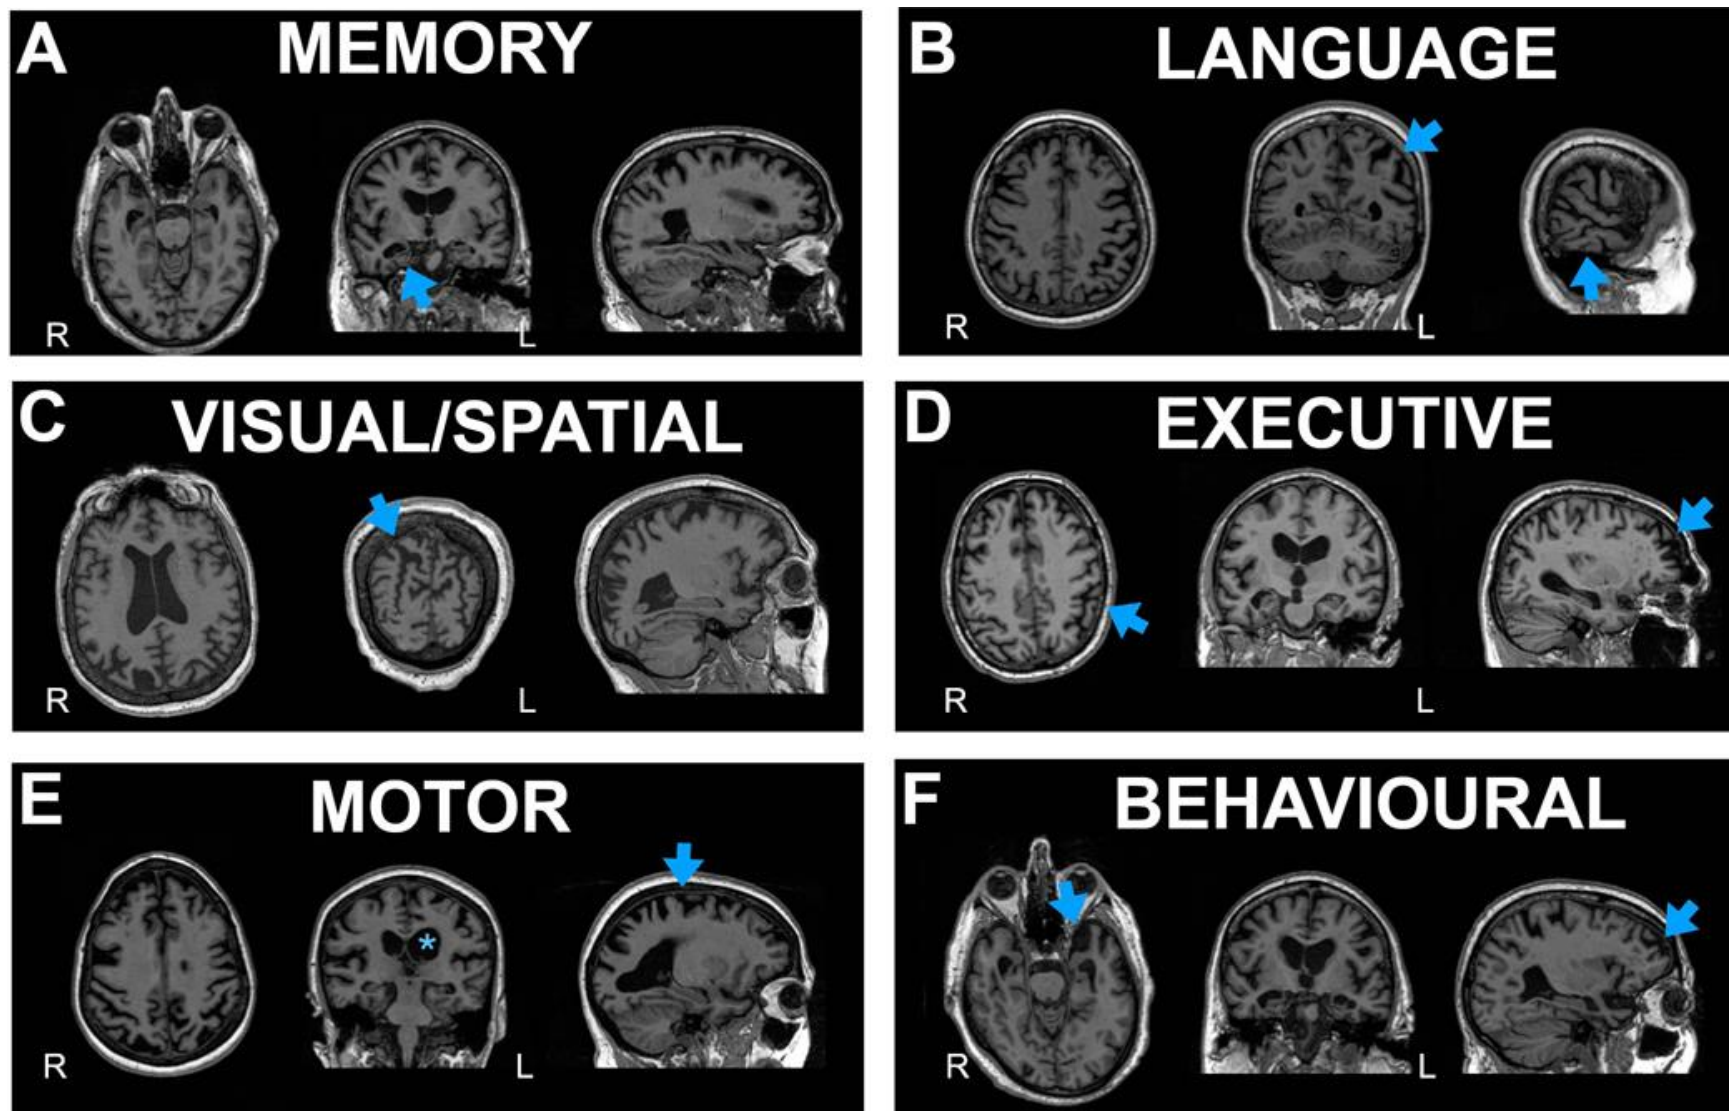 A MEMORY
R L
B LANGUAGE
R L
C VISUAL/SPATIAL
R L
D EXECUTIVE
R L
E MOTOR
*
R L
F BEHAVIOURAL
R L